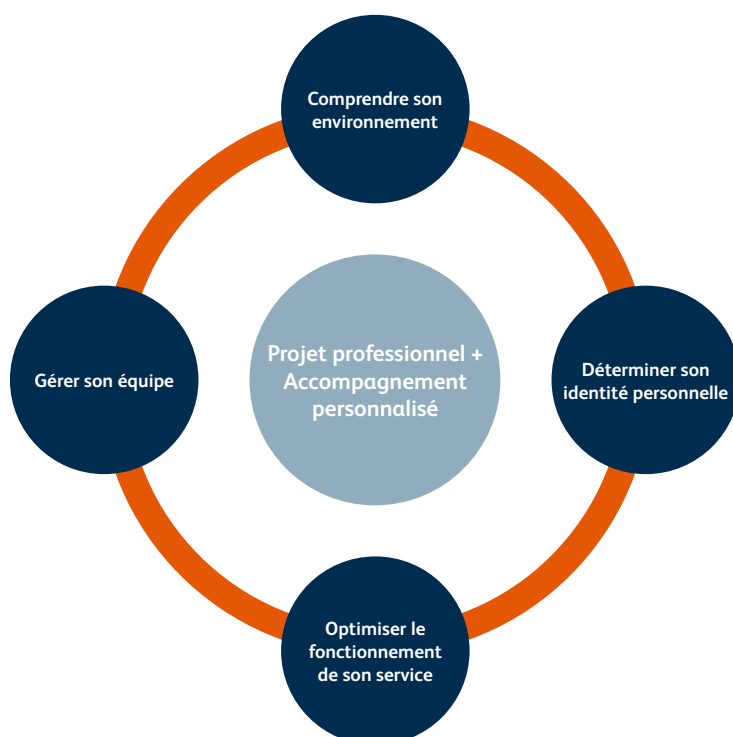 Comprendre son
environnement
Gérer son équipe
Projet professionnel +
Accompagnement
personnalisé
Déterminer son
identité personnelle
Optimiser le
fonctionnement
de son service